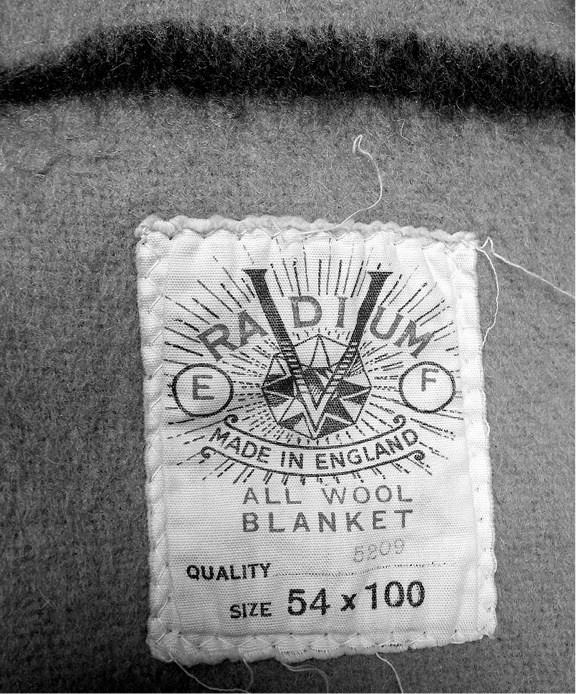 V
RADIUM
E F
MADE IN ENGLAND
ALL WOOL
BLANKET
QUALITY 5209
SIZE 54 x 100